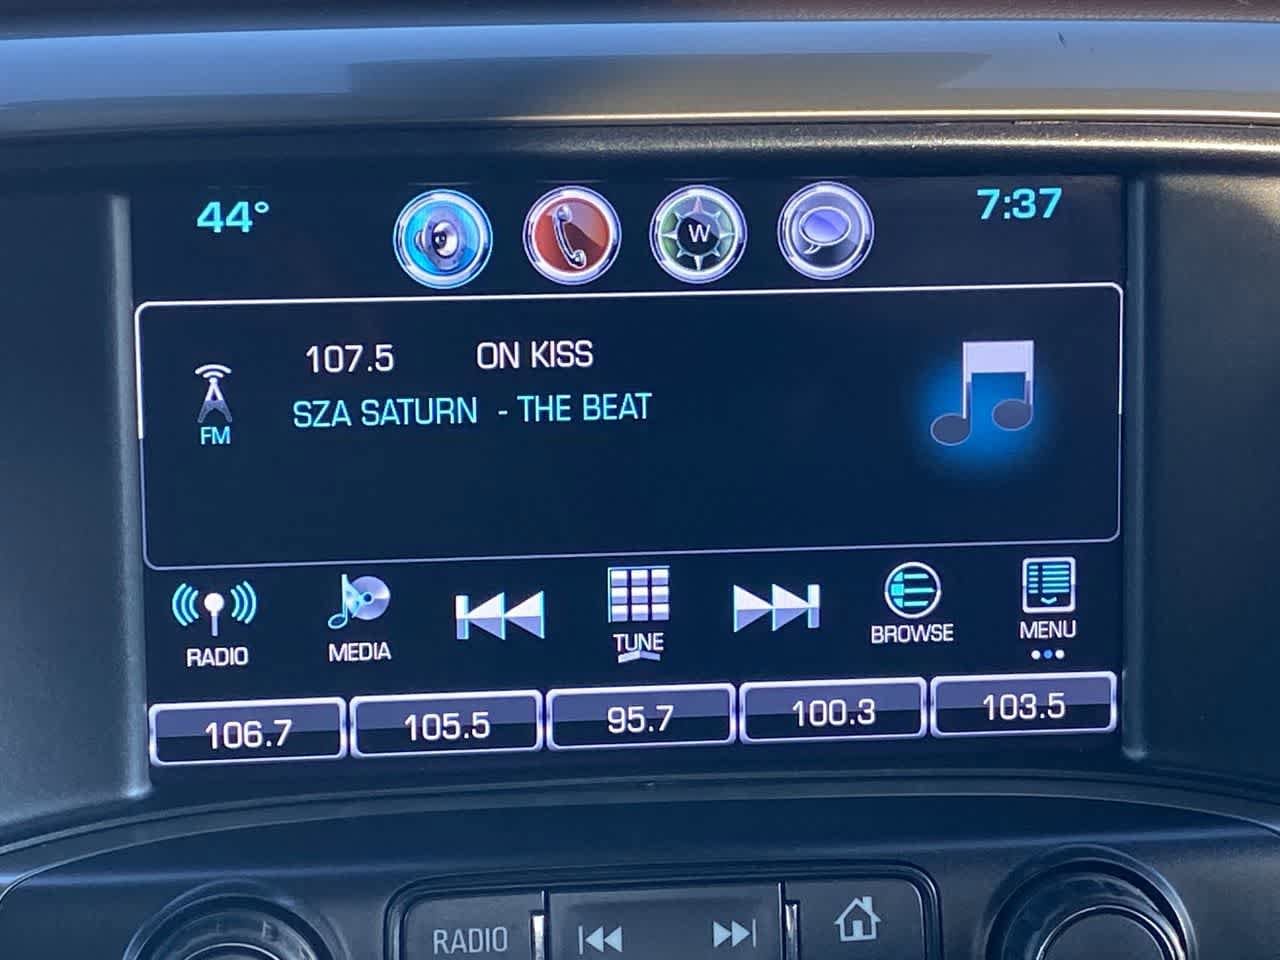 44°
W
7:37
107.5 ON KISS
SZA SATURN - THE BEAT
FM
RADIO
MEDIA
TUNE
BROWSE
MENU
106.7
105.5
95.7
100.3
103.5
RADIO